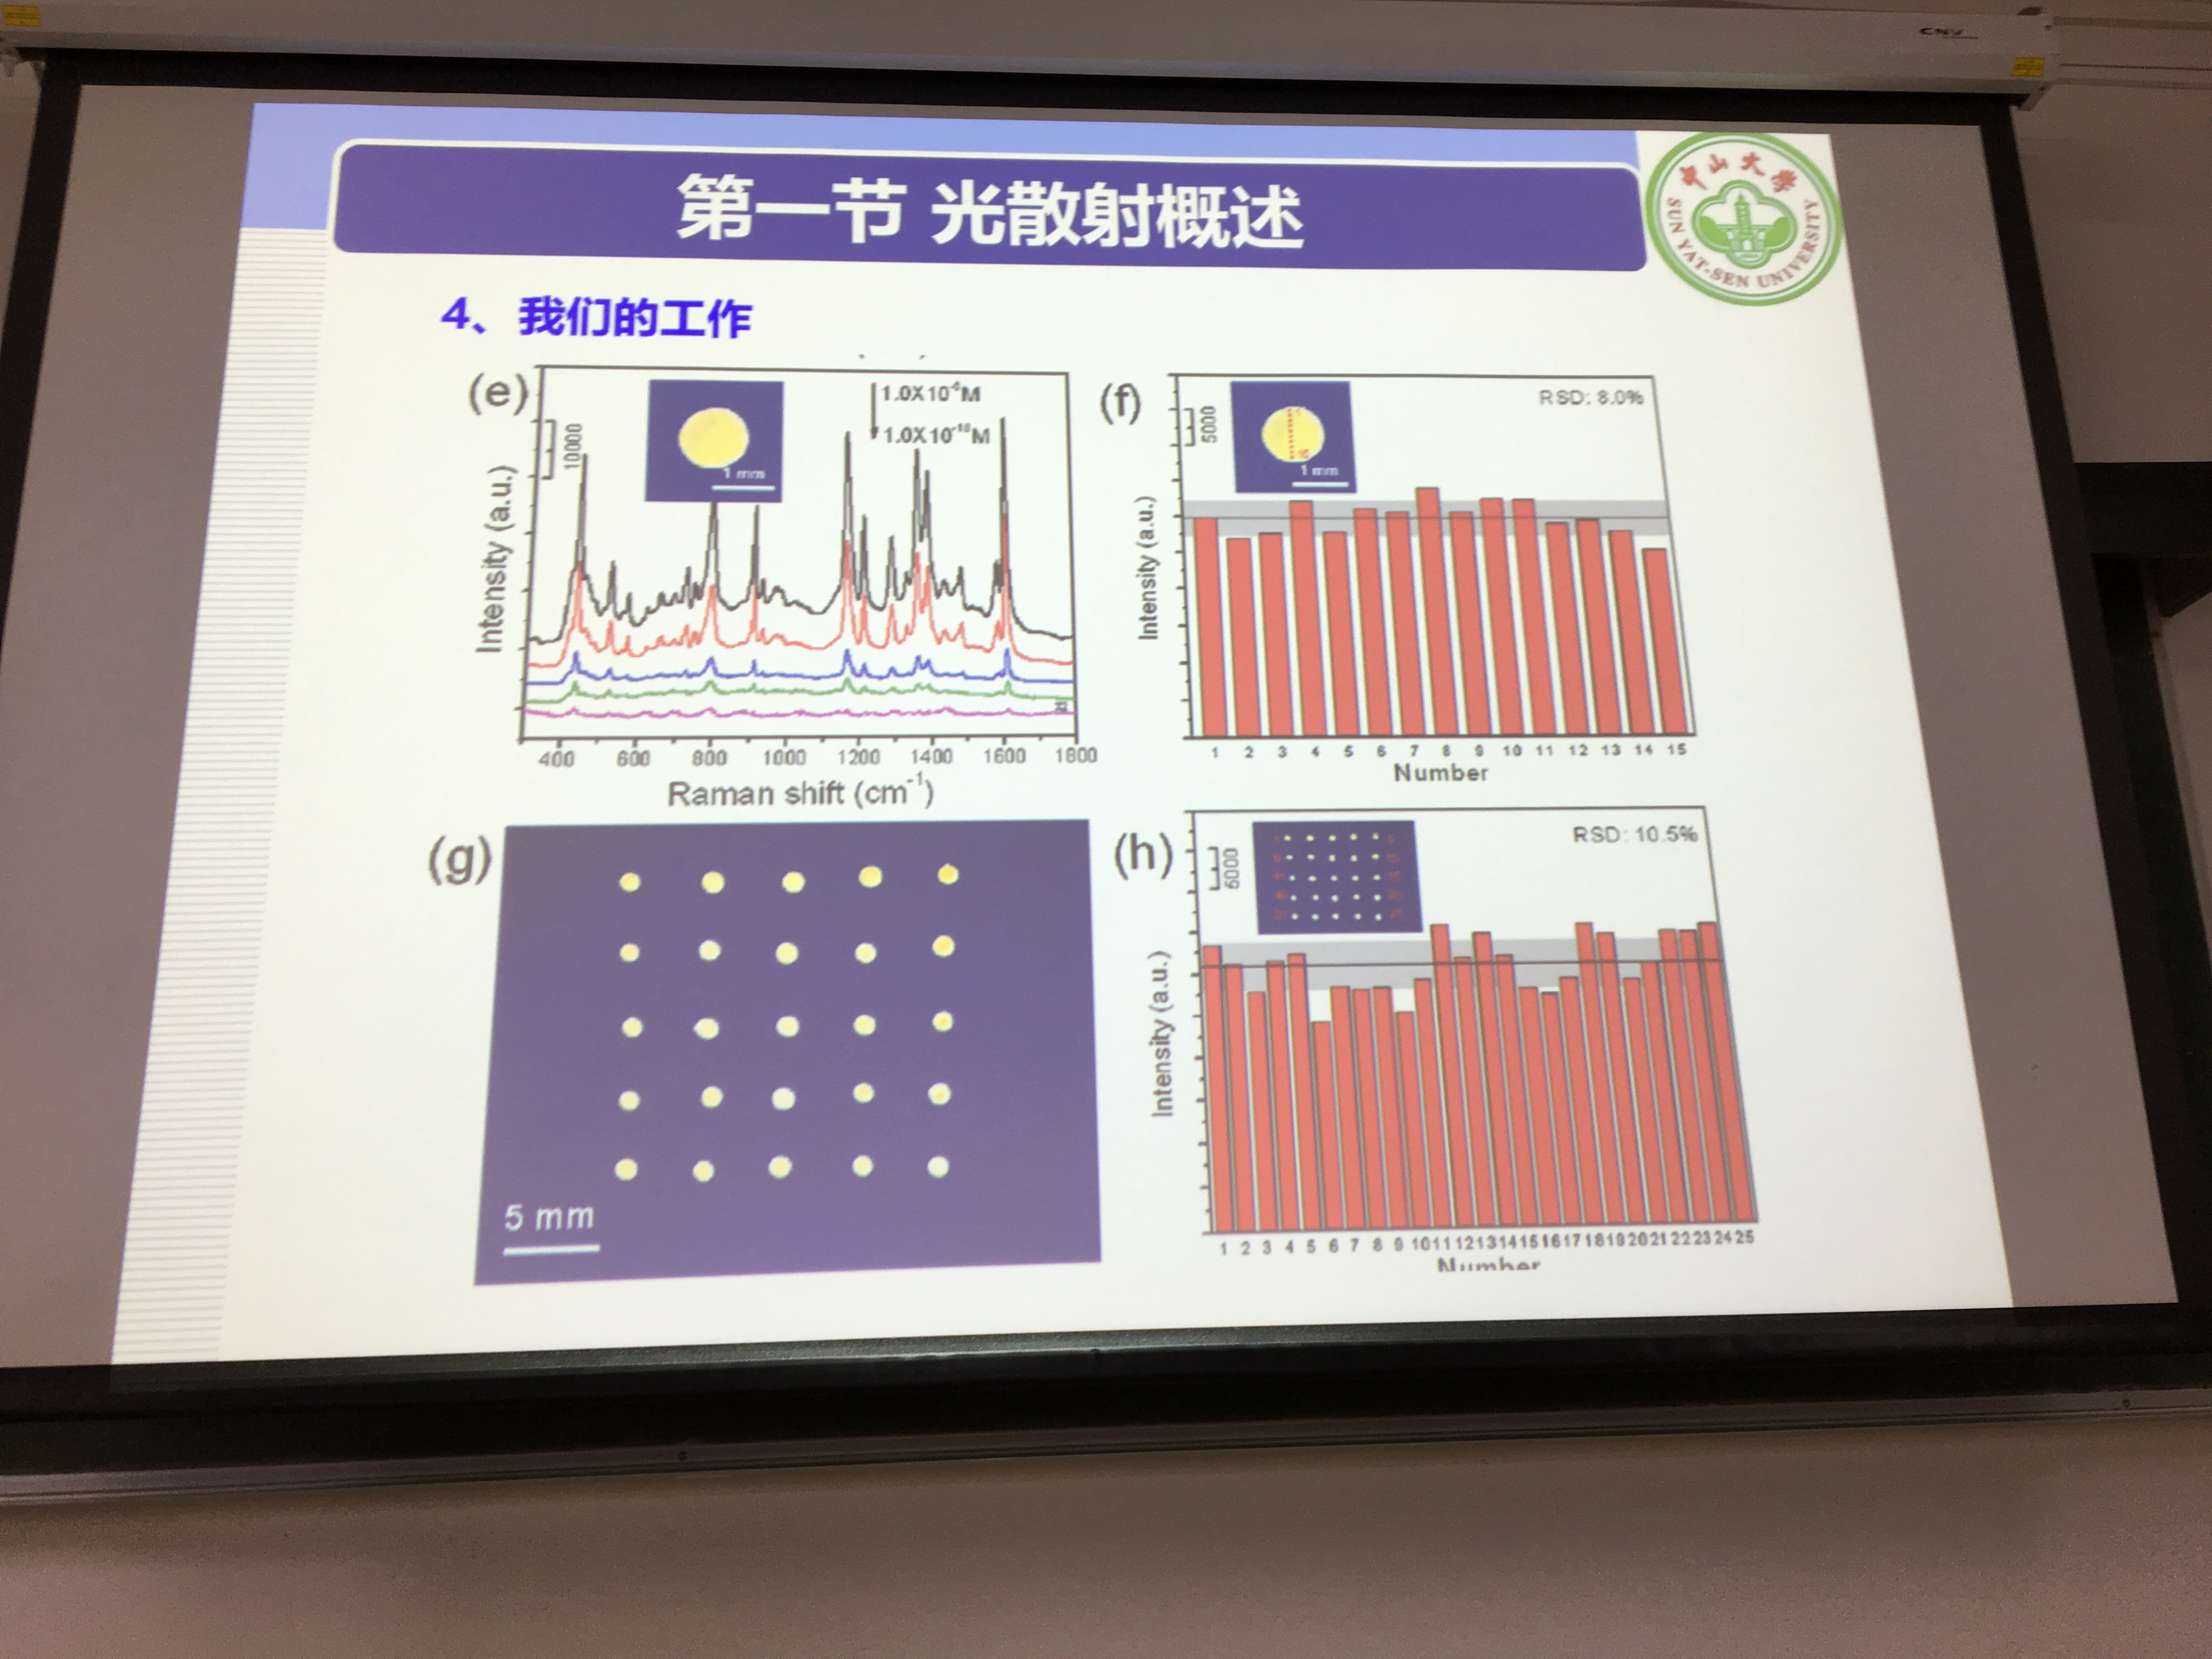 第一节 光散射概述
中山大学
SUN YAT-SEN UNIVERSITY
4、我们的工作
(e)
10000
1 mm
1.0X10⁻⁶M
1.0X10⁻¹⁰M
Intensity (a.u.)
400 600 800 1000 1200 1400 1600 1800
Raman shift (cm⁻¹)
(f)
5000
1 mm
RSD: 8.0%
Intensity (a.u.)
1 2 3 4 5 6 7 8 9 10 11 12 13 14 15
Number
(g)
5 mm
(h)
RSD: 10.5%
Intensity (a.u.)
1 2 3 4 5 6 7 8 9 10 11 12 13 14 15 16 17 18 19 20 21 22 23 24 25
Number